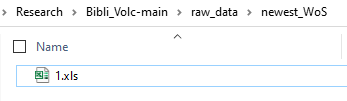 Research > Bibli_Volc-main > raw_data > newest_WoS
Name
1.xls